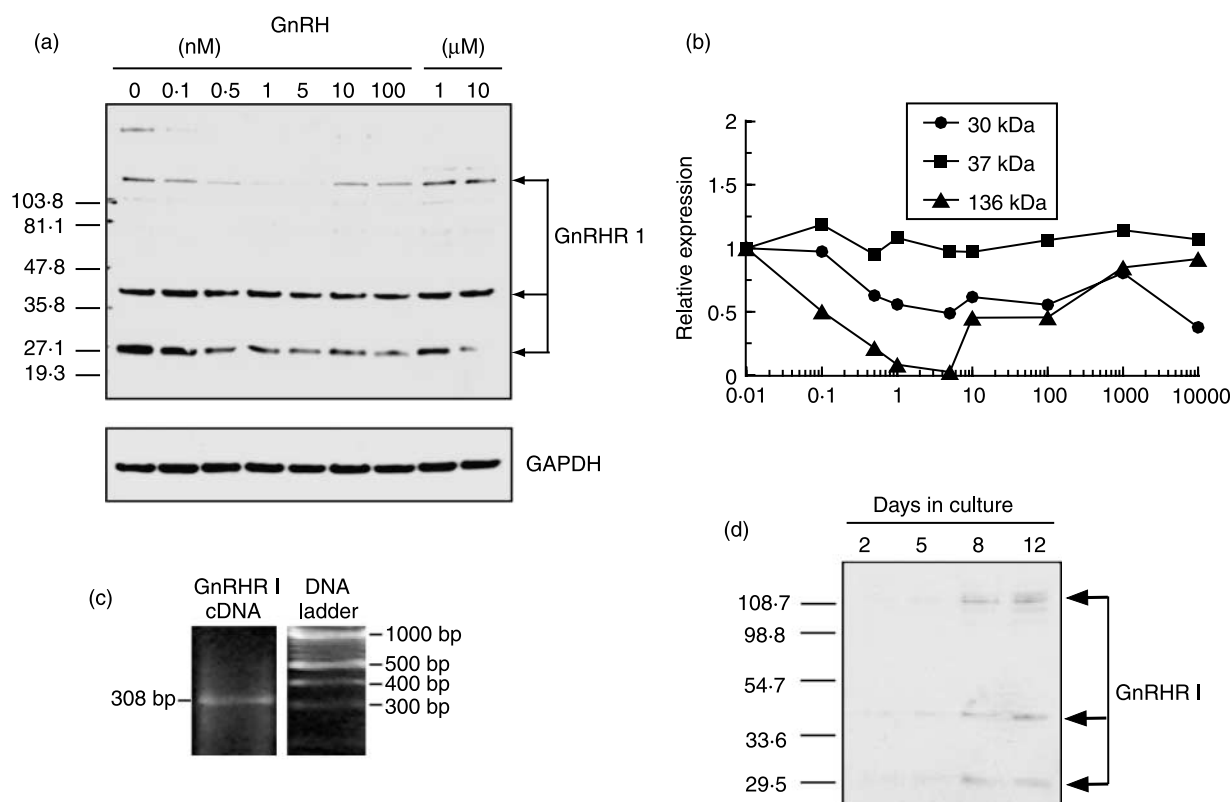 (a)
GnRH
(nM) (μM)
0 0·1 0·5 1 5 10 100 1 10
103·8
81·1
47·8
35·8
27·1
19·3
GnRHR 1
GAPDH
(b)
30 kDa
37 kDa
136 kDa
Relative expression
2
1·5
1
0·5
0
0·01 0·1 1 10 100 1000 10000
(c)
GnRHR I
cDNA
DNA
ladder
308 bp
1000 bp
500 bp
400 bp
300 bp
(d)
Days in culture
2 5 8 12
108·7
98·8
54·7
33·6
29·5
GnRHR I